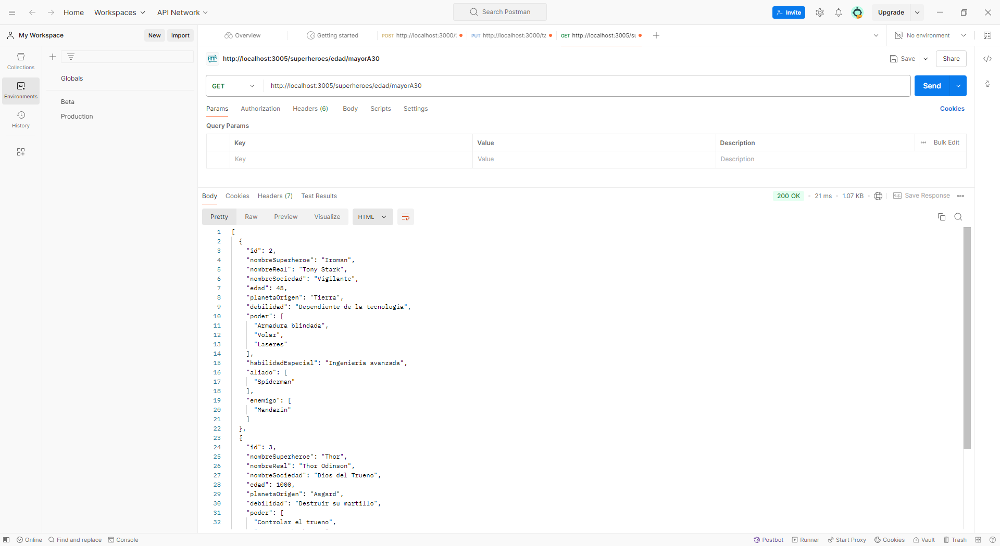 Home
Workspaces
API Network
Search Postman
Invite
Upgrade
My Workspace
New
Import
Overview
Getting started
POST http://localhost:3000/t
PUT http://localhost:3000/ta
GET http://localhost:3005/su
No environment
Collections
Environments
History
Globals
Beta
Production
HTTP
http://localhost:3005/superheroes/edad/mayorA30
Save
Share
GET
http://localhost:3005/superheroes/edad/mayorA30
Send
Params
Authorization
Headers (6)
Body
Scripts
Settings
Cookies
Query Params
Key
Value
Description
Bulk Edit
Key
Value
Description
Body
Cookies
Headers (7)
Test Results
200 OK
21 ms
1.07 KB
e.g.
Save Response
Pretty
Raw
Preview
Visualize
HTML
1 [
2 {
3 "id": 2,
4 "nombreSuperheroe": "Iroman",
5 "nombreReal": "Tony Stark",
6 "nombreSociedad": "Vigilante",
7 "edad": 45,
8 "planetaOrigen": "Tierra",
9 "debilidad": "Dependiente de la tecnologia",
10 "poder": [
11 "Armadura blindada",
12 "Volar",
13 "Laseres"
14 ],
15 "habilidadEspecial": "Ingenieria avanzada",
16 "aliado": [
17 "Spiderman"
18 ],
19 "enemigo": [
20 "Mandarin"
21 ]
22 },
23 {
24 "id": 3,
25 "nombreSuperheroe": "Thor",
26 "nombreReal": "Thor Odinson",
27 "nombreSociedad": "Dios del Trueno",
28 "edad": 1000,
29 "planetaOrigen": "Asgard",
30 "debilidad": "Destruir su martillo",
31 "poder": [
32 "Controlar el trueno",
Online
Find and replace
Console
Postbot
Runner
Start Proxy
Cookies
Vault
Trash